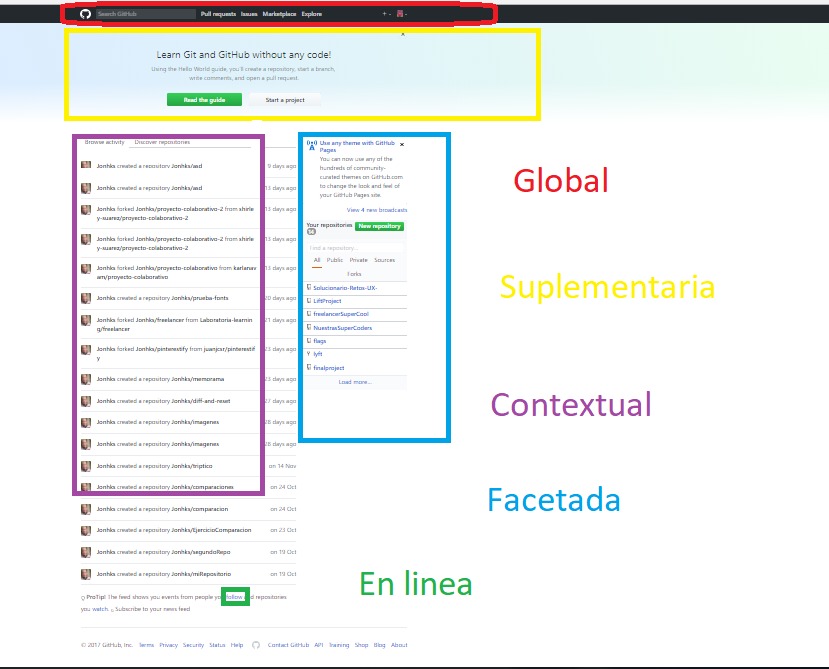 Search GitHub Pull requests Issues Marketplace Explore
Learn Git and GitHub without any code!
Using the Hello World guide, you'll create a repository, start a branch,
write comments, and open a pull request.
Read the guide Start a project
Browse activity Discover repositories
Jonhks created a repository Jonhks/asd 9 days ago
Jonhks created a repository Jonhks/asd 13 days ago
Jonhks forked Jonhks/proyecto-colaborativo-2 from shirle 13 days ago
y-suarez/proyecto-colaborativo-2
Jonhks forked Jonhks/proyecto-colaborativo-2 from shirle 13 days ago
y-suarez/proyecto-colaborativo-2
Jonhks forked Jonhks/proyecto-colaborativo from karlanav 13 days ago
am/proyecto-colaborativo
Jonhks created a repository Jonhks/prueba-fonts 20 days ago
Jonhks forked Jonhks/freelancer from Laboratoria-learnin 21 days ago
g/freelancer
Jonhks forked Jonhks/pinterestify from juanjcsr/pinterestif 23 days ago
y
Jonhks created a repository Jonhks/memorama 23 days ago
Jonhks created a repository Jonhks/diff-and-reset 27 days ago
Jonhks created a repository Jonhks/imagenes 28 days ago
Jonhks created a repository Jonhks/imagenes 28 days ago
Jonhks created a repository Jonhks/triptico on 14 Nov
Jonhks created a repository Jonhks/comparaciones on 24 Oct
Jonhks created a repository Jonhks/comparacion on 24 Oct
Jonhks created a repository Jonhks/EjercicioComparacion on 23 Oct
Jonhks created a repository Jonhks/segundoRepo on 19 Oct
Jonhks created a repository Jonhks/miRepositorio on 19 Oct
ProTip! The feed shows you events from people you follow and repositories
you watch. Subscribe to your news feed
Use any theme with GitHub
Pages
You can now use any of the
hundreds of community-
curated themes on GitHub.com
to change the look and feel of
your GitHub Pages site.
View 4 new broadcasts
Your repositories New repository
Find a repository...
All Public Private Sources
Forks
Solucionario-Retos-UX-
LiftProject
freelancerSuperCool
NuestrasSuperCoders
flags
lyft
finalproject
Load more...
Global
Suplementaria
Contextual
Facetada
En linea
© 2017 GitHub, Inc. Terms Privacy Security Status Help Contact GitHub API Training Shop Blog About